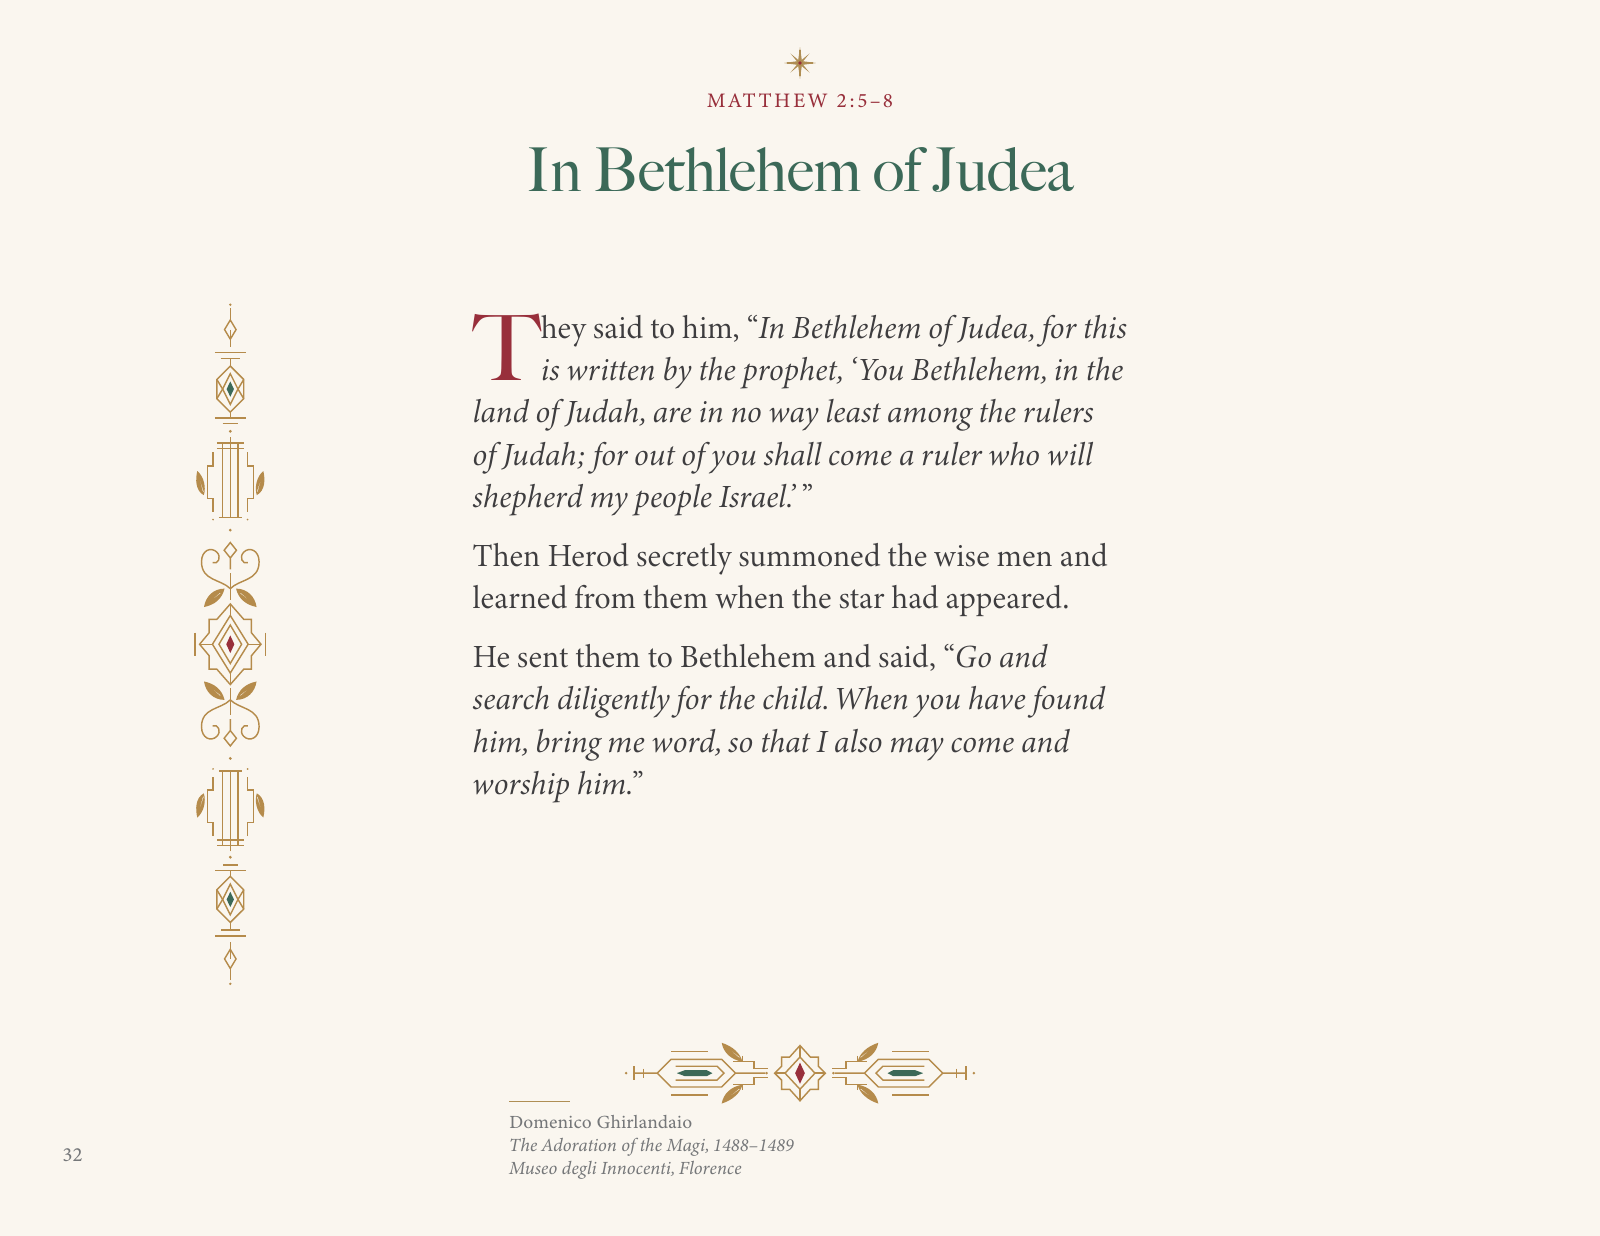 MATTHEW 2:5–8
In Bethlehem of Judea
They said to him, “In Bethlehem of Judea, for this
is written by the prophet, ‘You Bethlehem, in the
land of Judah, are in no way least among the rulers
of Judah; for out of you shall come a ruler who will
shepherd my people Israel.’ ”
Then Herod secretly summoned the wise men and
learned from them when the star had appeared.
He sent them to Bethlehem and said, “Go and
search diligently for the child. When you have found
him, bring me word, so that I also may come and
worship him.”
Domenico Ghirlandaio
The Adoration of the Magi, 1488–1489
Museo degli Innocenti, Florence
32